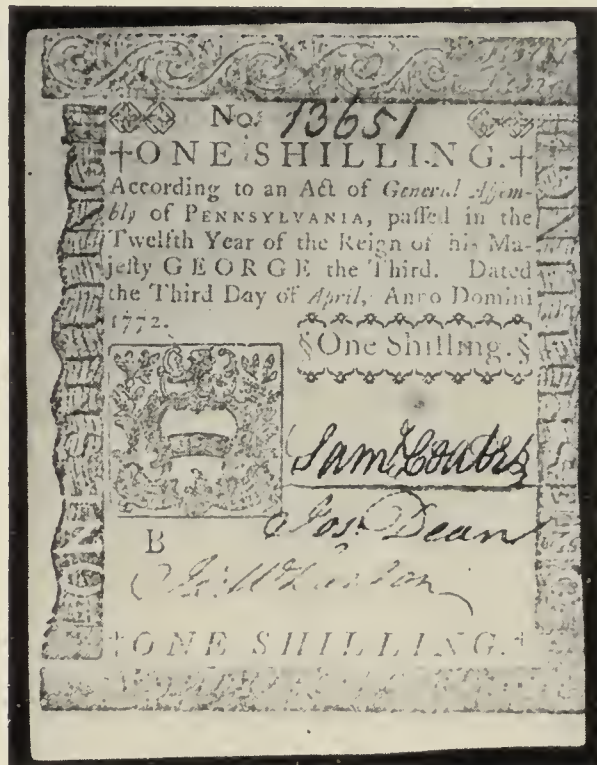 No. 13651
†ONE SHILLING.†
According to an Act of General Assem-
bly of PENNSYLVANIA, paſſed in the
Twelfth Year of the Reign of his Ma-
jeſty GEORGE the Third. Dated
the Third Day of April, Anno Domini
1772.
§One Shilling.§
Saml Coates
Jos. Dean
B
†ONE SHILLING.†